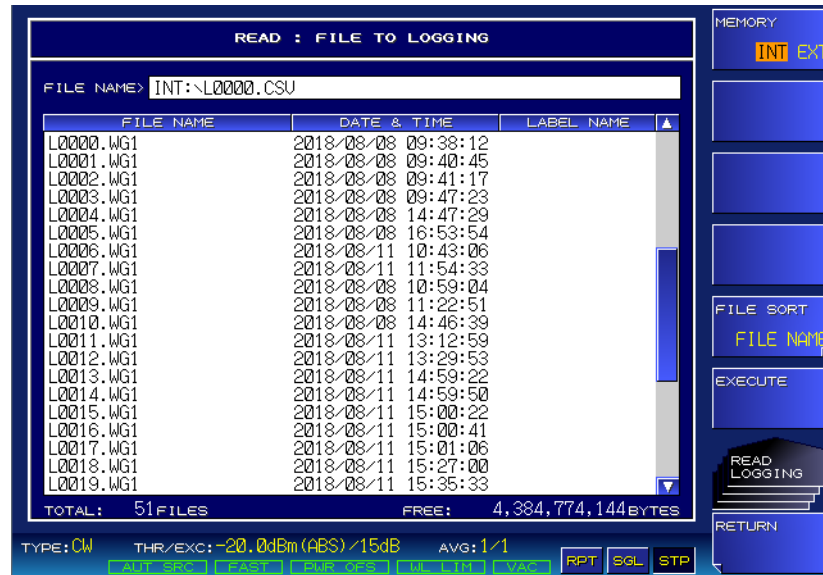 READ : FILE TO LOGGING
FILE NAME> INT:\L0000.CSV
FILE NAME DATE & TIME LABEL NAME
L0000.WG1 2018/08/08 09:38:12
L0001.WG1 2018/08/08 09:40:45
L0002.WG1 2018/08/08 09:41:17
L0003.WG1 2018/08/08 09:47:23
L0004.WG1 2018/08/08 14:47:29
L0005.WG1 2018/08/08 16:53:54
L0006.WG1 2018/08/11 10:43:06
L0007.WG1 2018/08/11 11:54:33
L0008.WG1 2018/08/08 10:59:04
L0009.WG1 2018/08/08 11:22:51
L0010.WG1 2018/08/08 14:46:39
L0011.WG1 2018/08/11 13:12:59
L0012.WG1 2018/08/11 13:29:53
L0013.WG1 2018/08/11 14:59:22
L0014.WG1 2018/08/11 14:59:50
L0015.WG1 2018/08/11 15:00:22
L0016.WG1 2018/08/11 15:00:41
L0017.WG1 2018/08/11 15:01:06
L0018.WG1 2018/08/11 15:27:00
L0019.WG1 2018/08/11 15:35:33
TOTAL: 51FILES FREE: 4,384,774,144BYTES
TYPE:CW THR/EXC:-20.0dBm(ABS)/15dB AVG:1/1
AUT SRC FAST PWR OFS WL LIM VAC RPT SGL STP
MEMORY
INT EXT
FILE SORT
FILE NAME
EXECUTE
READ
LOGGING
RETURN